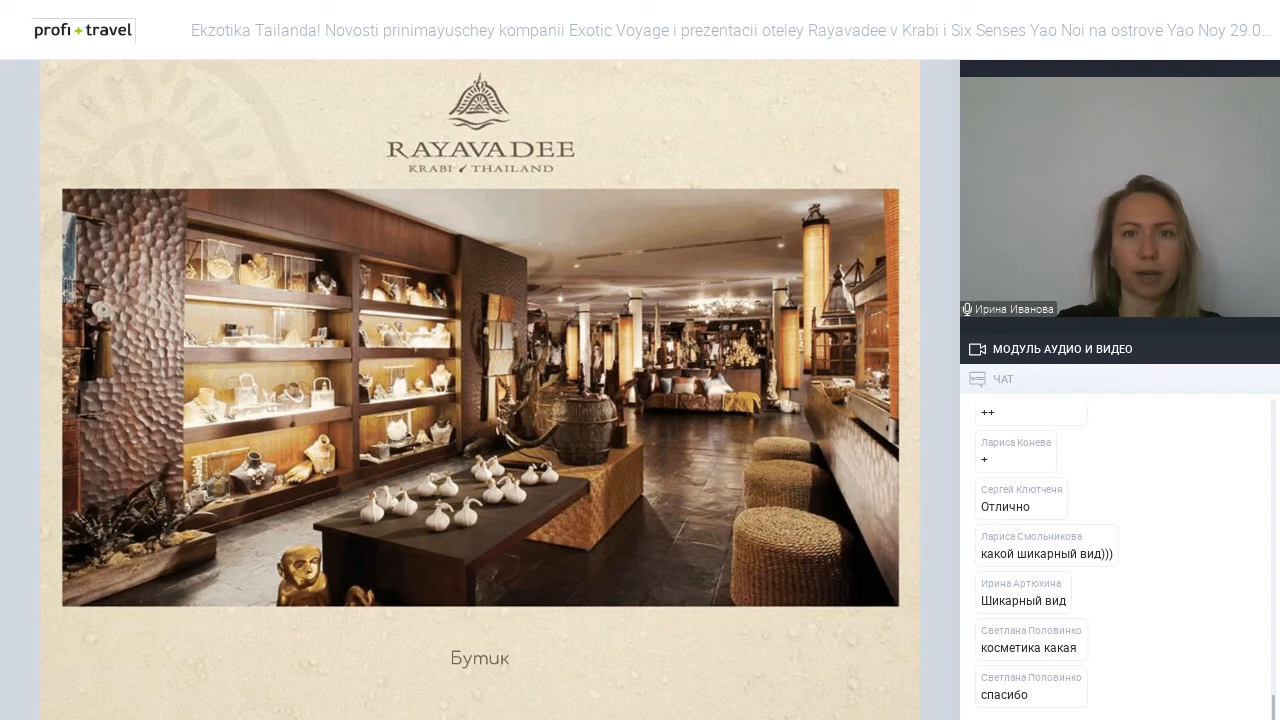 profi + travel
Ekzotika Tailanda! Novosti prinimayuschey kompanii Exotic Voyage i prezentacii oteley Rayavadee v Krabi i Six Senses Yao Noi na ostrove Yao Noy 29.0...
RAYAVADEE
KRABI THAILAND
Бутик
Ирина Иванова
МОДУЛЬ АУДИО И ВИДЕО
ЧАТ
++
Лариса Конева
+
Сергей Клютченя
Отлично
Лариса Смольникова
какой шикарный вид)))
Ирина Артюхина
Шикарный вид
Светлана Половинко
косметика какая
Светлана Половинко
спасибо